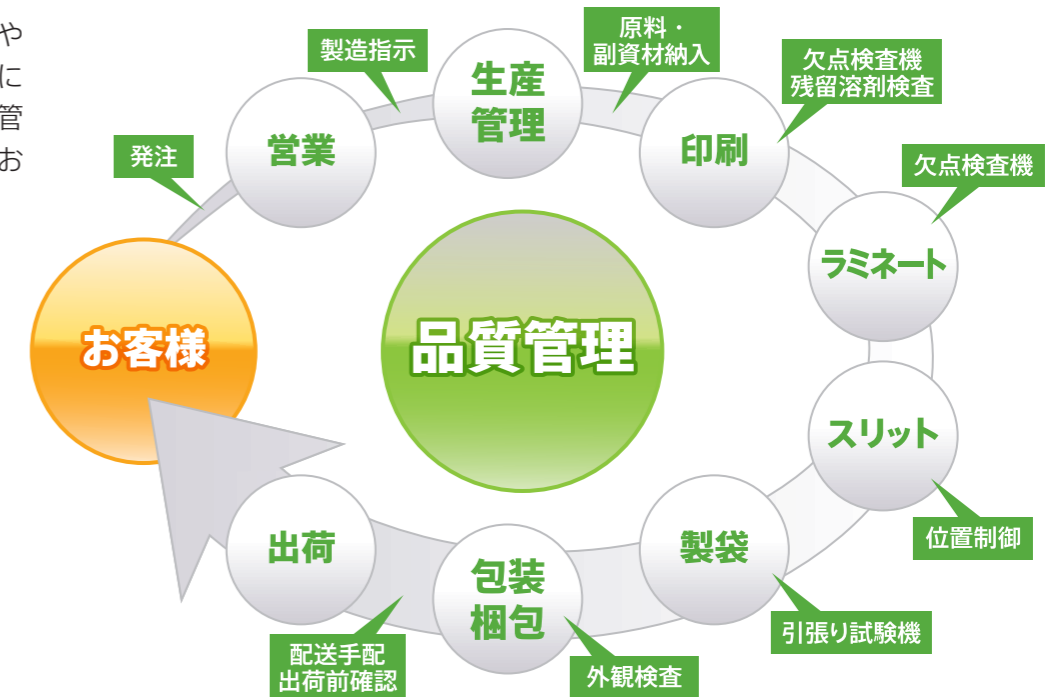 や
に
管
お
発注
営業
製造指示
生産
管理
原料・
副資材納入
印刷
欠点検査機
残留溶剤検査
欠点検査機
ラミネート
スリット
位置制御
製袋
引張り試験機
包装
梱包
外観検査
出荷
配送手配
出荷前確認
お客様
品質管理